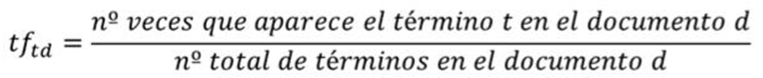 tf_td = nº veces que aparece el término t en el documento d
nº total de términos en el documento d